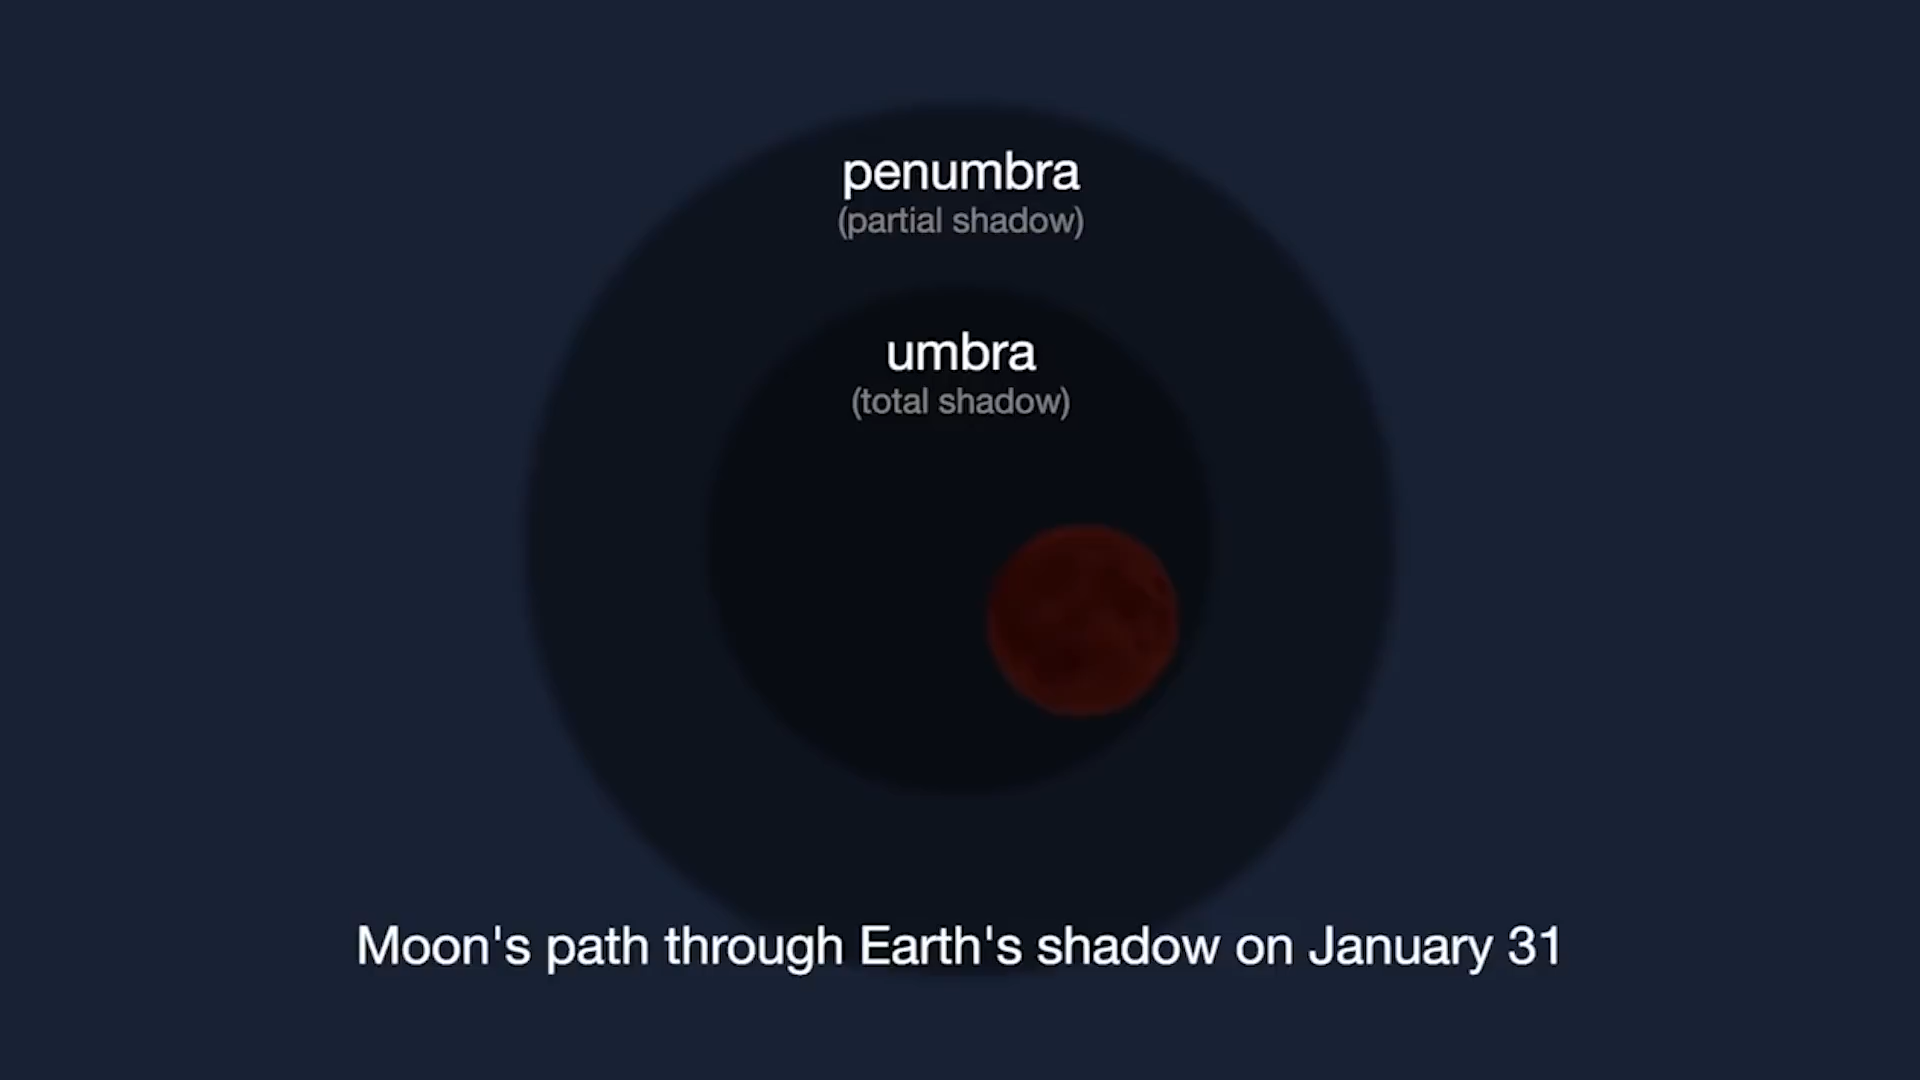 penumbra
(partial shadow)
umbra
(total shadow)
Moon's path through Earth's shadow on January 31